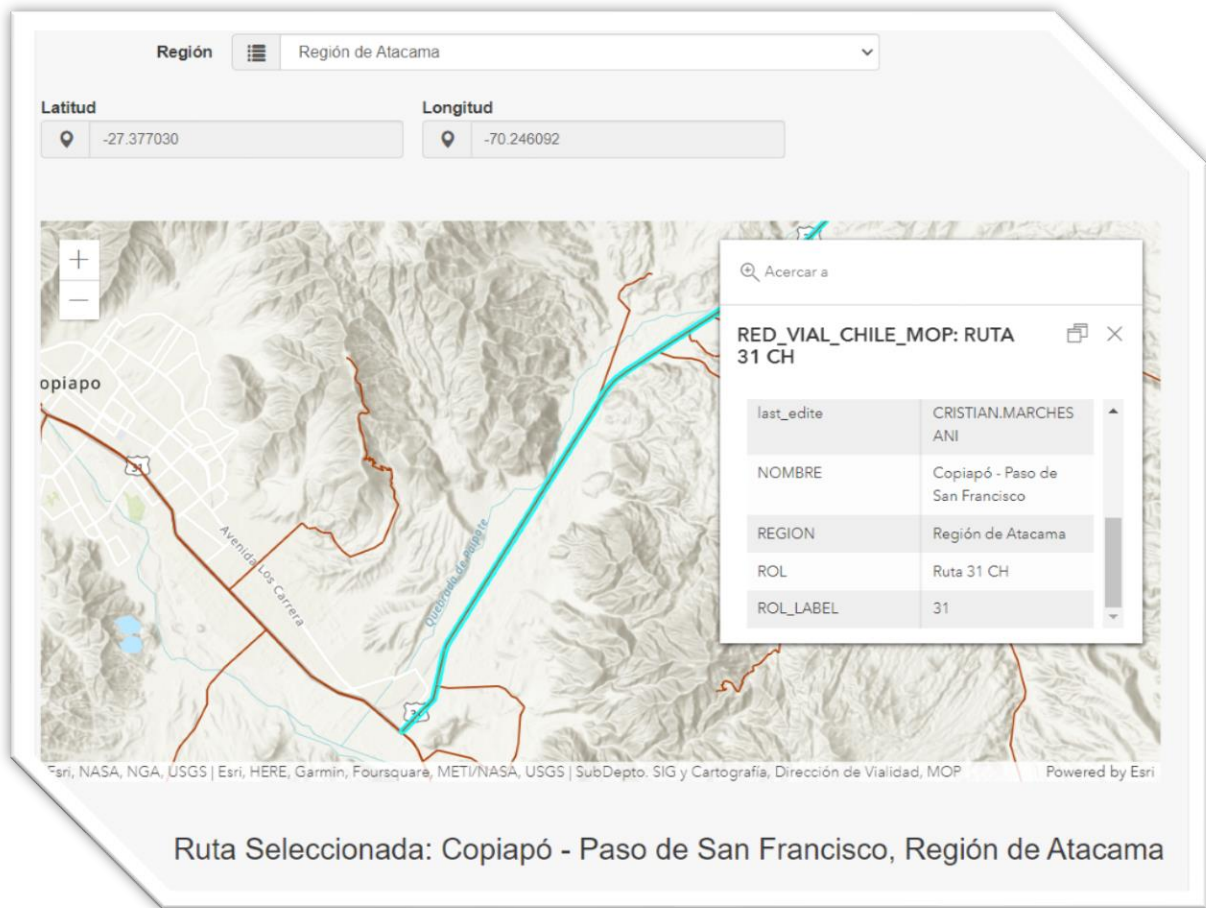 Región
Región de Atacama
Latitud
Longitud
-27.377030
-70.246092
Acercar a
RED_VIAL_CHILE_MOP: RUTA
31 CH
last_edite
CRISTIAN.MARCHES
ANI
NOMBRE
Copiapó - Paso de
San Francisco
REGION
Región de Atacama
ROL
Ruta 31 CH
ROL_LABEL
31
opiapo
31
Avenida Los Carrera
Quebrada de Paipote
Esri, NASA, NGA, USGS | Esri, HERE, Garmin, Foursquare, METI/NASA, USGS | SubDepto. SIG y Cartografía, Dirección de Vialidad, MOP
Powered by Esri
Ruta Seleccionada: Copiapó - Paso de San Francisco, Región de Atacama